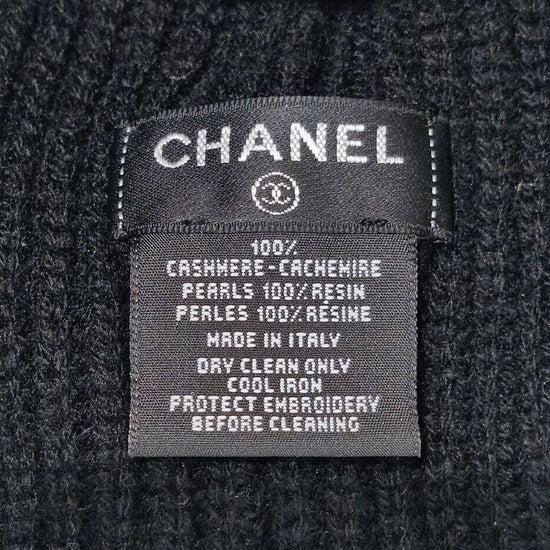 CHANEL
100%
CASHMERE-CACHEMIRE
PEARLS 100% RESIN
PERLES 100% RESINE
MADE IN ITALY
DRY CLEAN ONLY
COOL IRON
PROTECT EMBROIDERY
BEFORE CLEANING